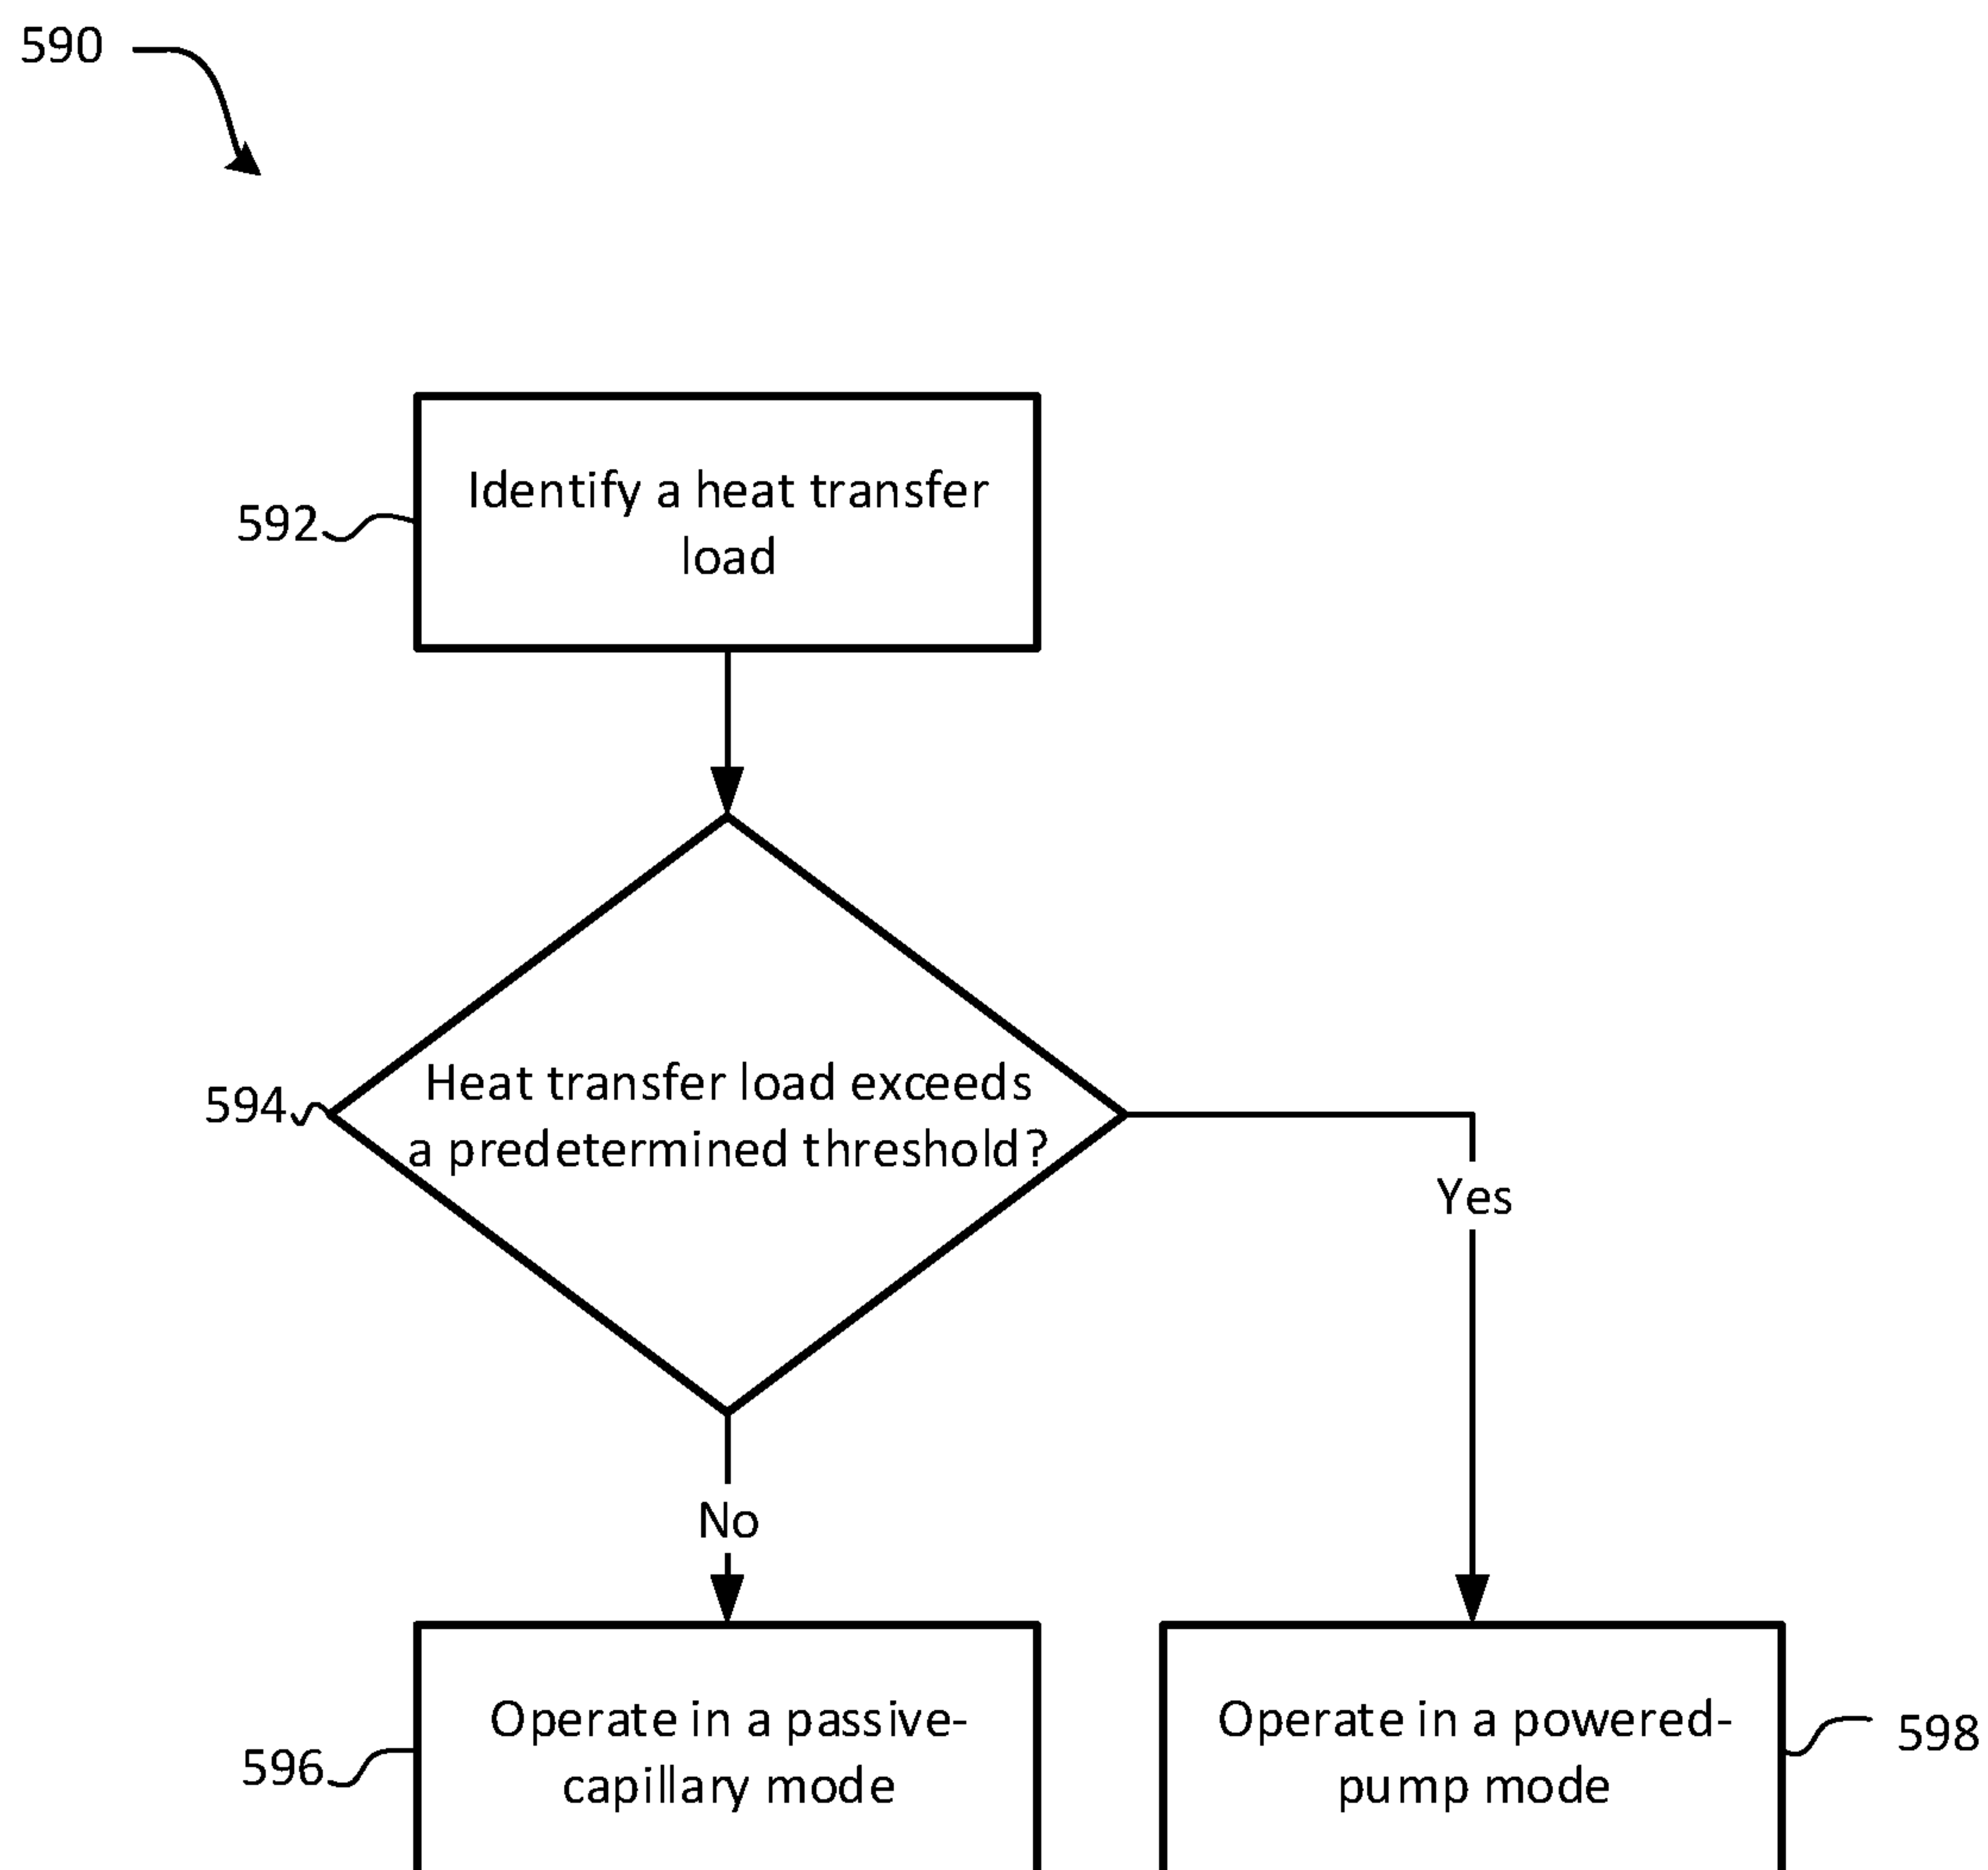 590
592
Identify a heat transfer
load
594
Heat transfer load exceeds
a predetermined threshold?
Yes
No
596
Operate in a passive-
capillary mode
Operate in a powered-
pump mode
598